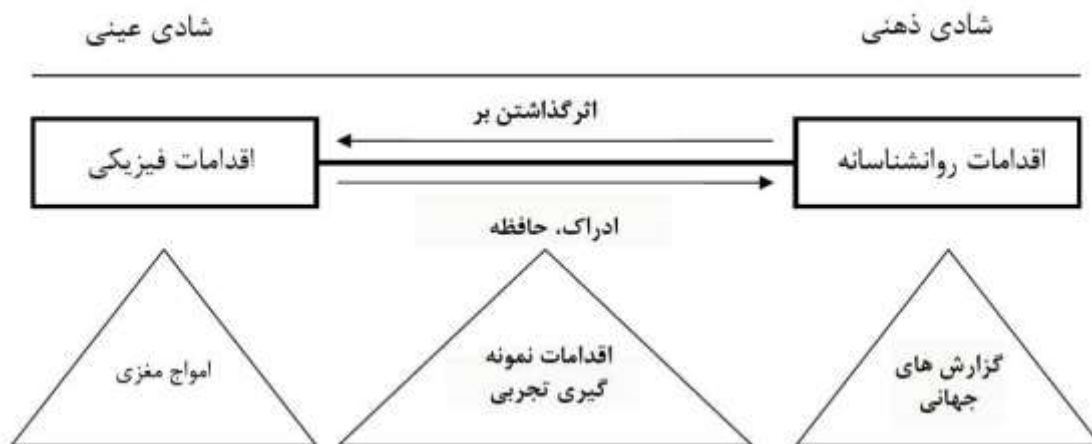 شادی ذهنی
شادی عینی
اثرگذاشتن بر
اقدامات روانشناسانه
اقدامات فیزیکی
ادراک، حافظه
گزارش های
جهانی
اقدامات نمونه
گیری تجربی
امواج مغزی